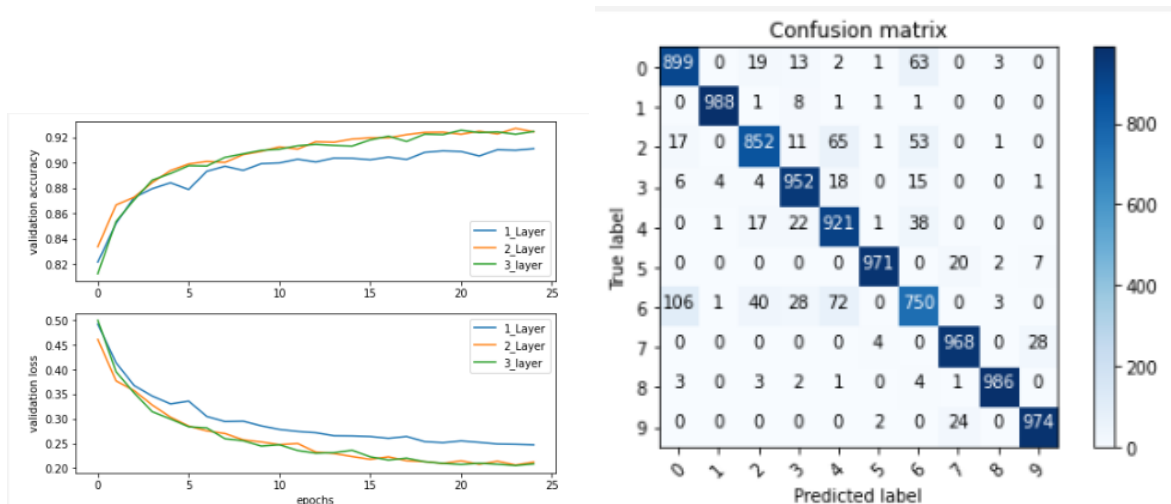 validation accuracy
0.92
0.90
0.88
0.86
0.84
0.82
1_Layer
2_Layer
3_layer
0 5 10 15 20 25
validation loss
0.50
0.45
0.40
0.35
0.30
0.25
0.20
1_Layer
2_Layer
3_layer
0 5 10 15 20 25
epochs
Confusion matrix
True label
0 899 0 19 13 2 1 63 0 3 0
1 0 988 1 8 1 1 1 0 0 0
2 17 0 852 11 65 1 53 0 1 0
3 6 4 4 952 18 0 15 0 0 1
4 0 1 17 22 921 1 38 0 0 0
5 0 0 0 0 0 971 0 20 2 7
6 106 1 40 28 72 0 750 0 3 0
7 0 0 0 0 0 4 0 968 0 28
8 3 0 3 2 1 0 4 1 986 0
9 0 0 0 0 0 2 0 24 0 974
0 1 2 3 4 5 6 7 8 9
Predicted label
800
600
400
200
0